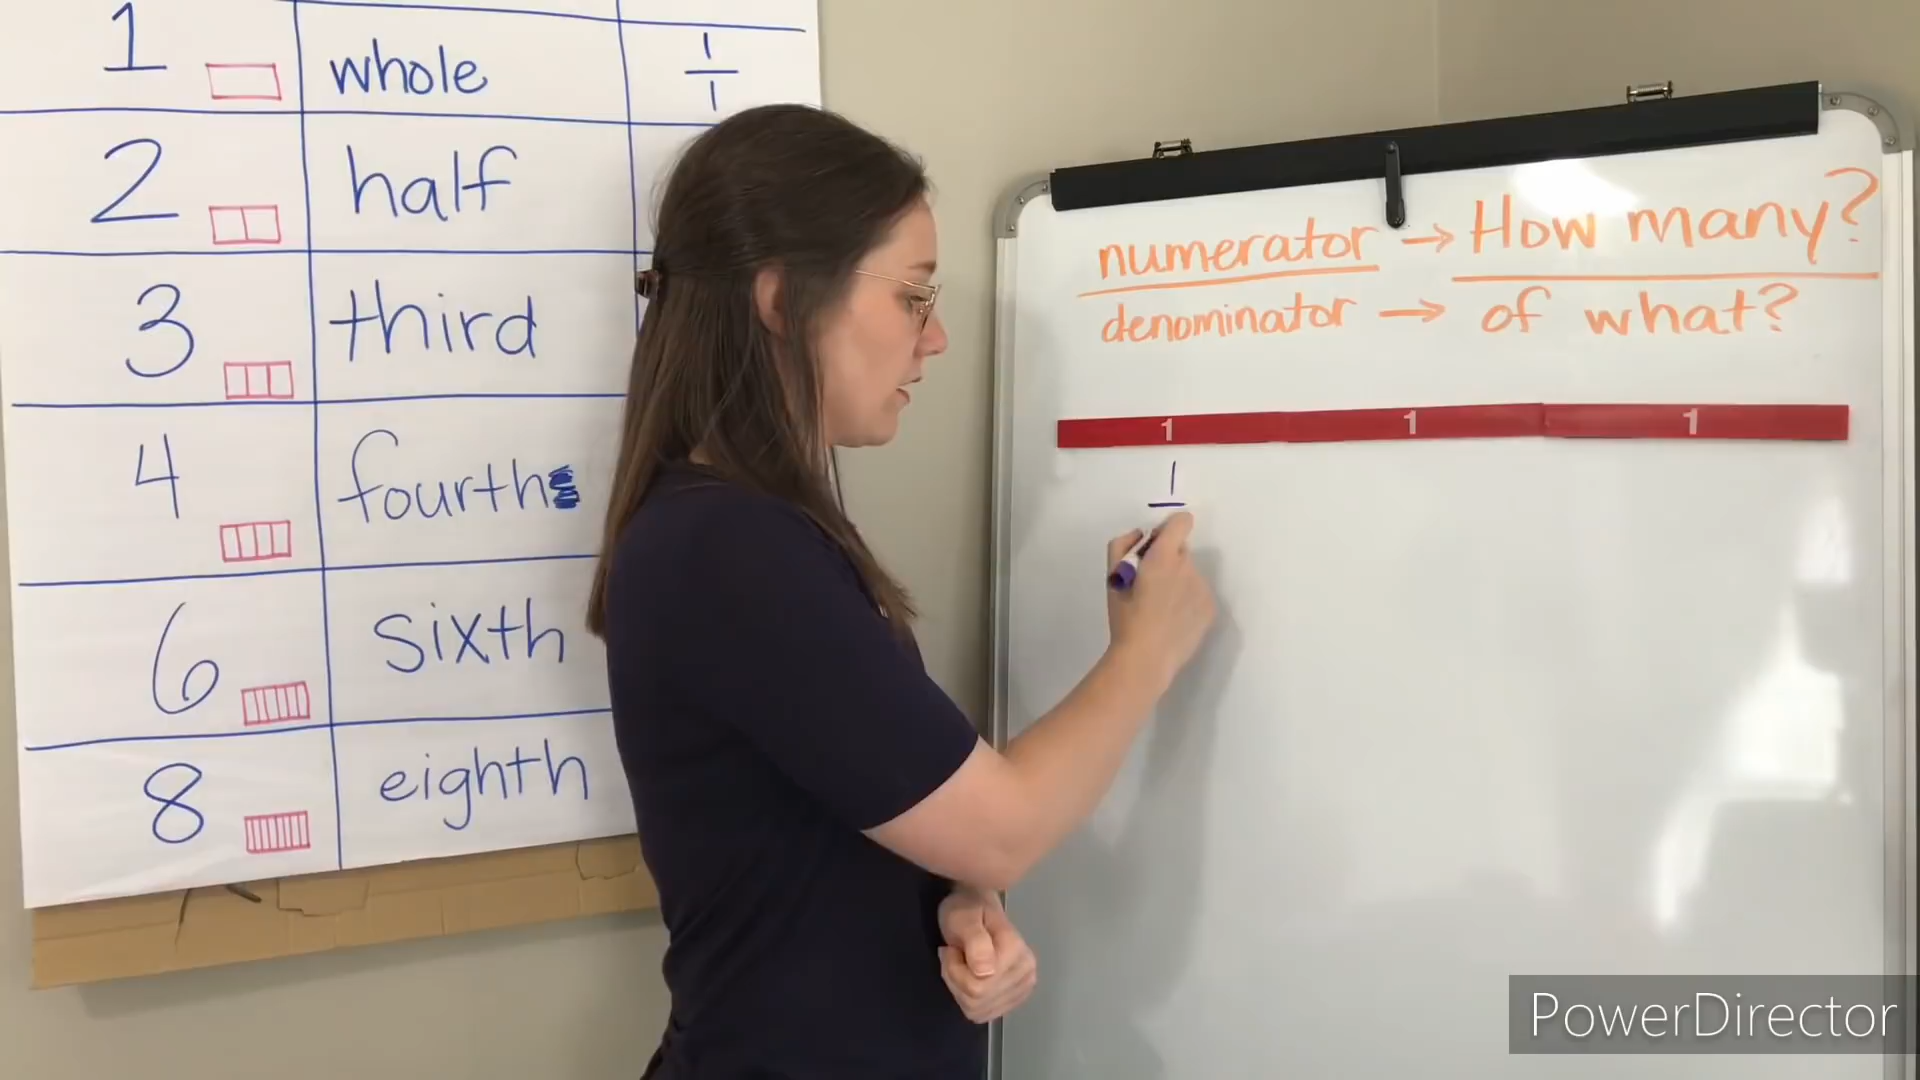 1 whole 1/1
2 half
3 third
4 fourth
6 sixth
8 eighth
numerator → How many?
denominator → of what?
1 1 1
1
PowerDirector